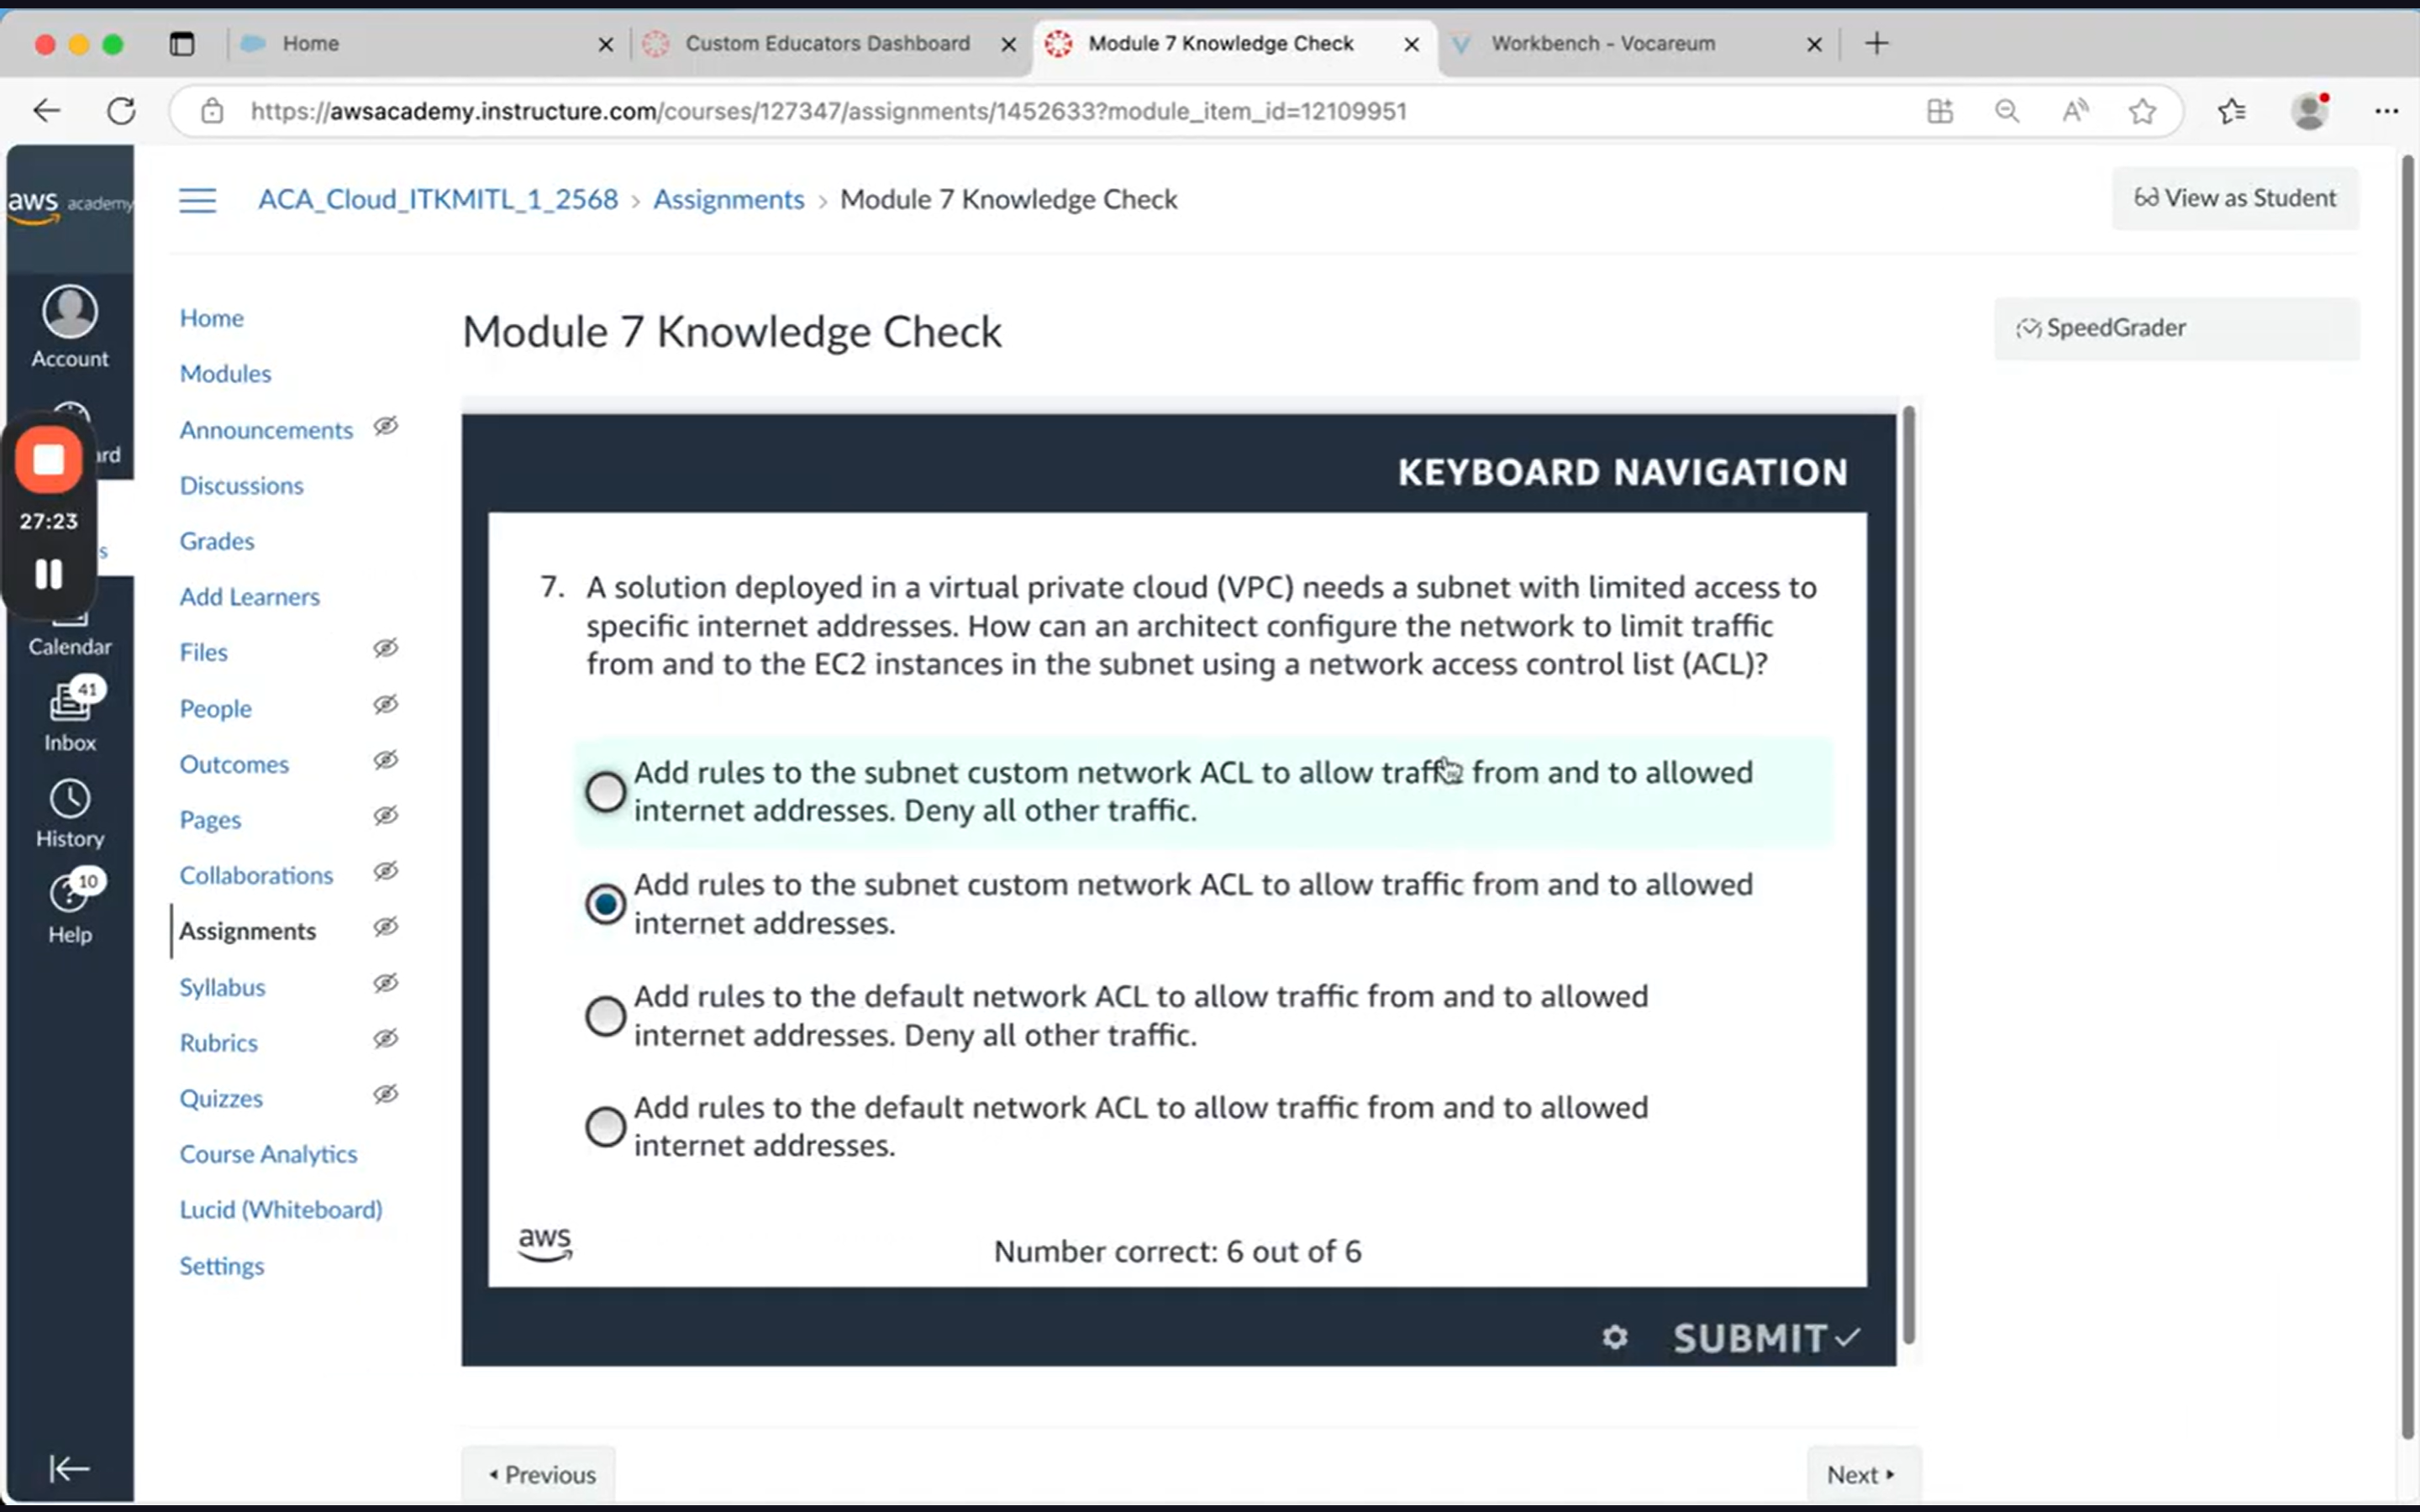 Home
Custom Educators Dashboard
Module 7 Knowledge Check
Workbench - Vocareum
https://awsacademy.instructure.com/courses/127347/assignments/1452633?module_item_id=12109951
aws academy
ACA_Cloud_ITKMITL_1_2568 › Assignments › Module 7 Knowledge Check
View as Student
Account
rd
27:23
s
Calendar
41
Inbox
History
10
Help
Home
Modules
Announcements
Discussions
Grades
Add Learners
Files
People
Outcomes
Pages
Collaborations
Assignments
Syllabus
Rubrics
Quizzes
Course Analytics
Lucid (Whiteboard)
Settings
Module 7 Knowledge Check
SpeedGrader
KEYBOARD NAVIGATION
7. A solution deployed in a virtual private cloud (VPC) needs a subnet with limited access to
specific internet addresses. How can an architect configure the network to limit traffic
from and to the EC2 instances in the subnet using a network access control list (ACL)?
Add rules to the subnet custom network ACL to allow traffic from and to allowed
internet addresses. Deny all other traffic.
Add rules to the subnet custom network ACL to allow traffic from and to allowed
internet addresses.
Add rules to the default network ACL to allow traffic from and to allowed
internet addresses. Deny all other traffic.
Add rules to the default network ACL to allow traffic from and to allowed
internet addresses.
aws
Number correct: 6 out of 6
SUBMIT
Previous
Next